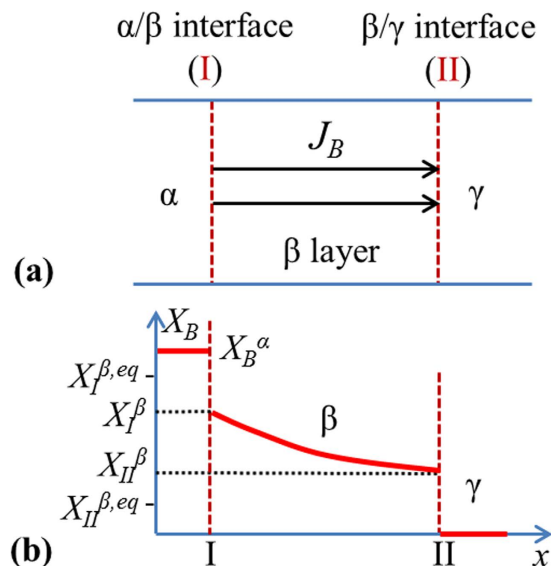 α/β interface β/γ interface
(I) (II)
J_B
α γ
β layer
(a)
X_B X_B^α
X_I^{β,eq}
X_I^β β
X_II^β γ
X_II^{β,eq}
(b) I II x